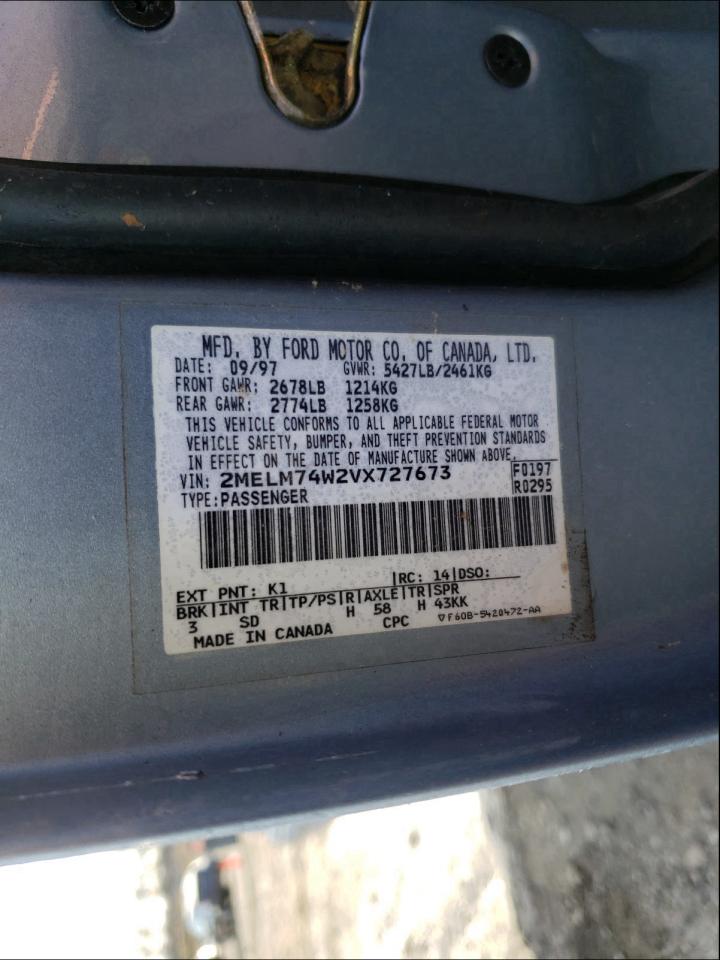 MFD. BY FORD MOTOR CO. OF CANADA, LTD.
DATE: 09/97 GVWR: 5427LB/2461KG
FRONT GAWR: 2678LB 1214KG
REAR GAWR: 2774LB 1258KG
THIS VEHICLE CONFORMS TO ALL APPLICABLE FEDERAL MOTOR
VEHICLE SAFETY, BUMPER, AND THEFT PREVENTION STANDARDS
IN EFFECT ON THE DATE OF MANUFACTURE SHOWN ABOVE.
VIN: 2MELM74W2VX727673 F0197
TYPE: PASSENGER R0295
EXT PNT: K1 |RC: 14|DSO:
BRK|INT TR|TP/PS|R|AXLE|TR|SPR
3 SD H 58 H 43KK
MADE IN CANADA CPC ▽F60B-5420472-AA